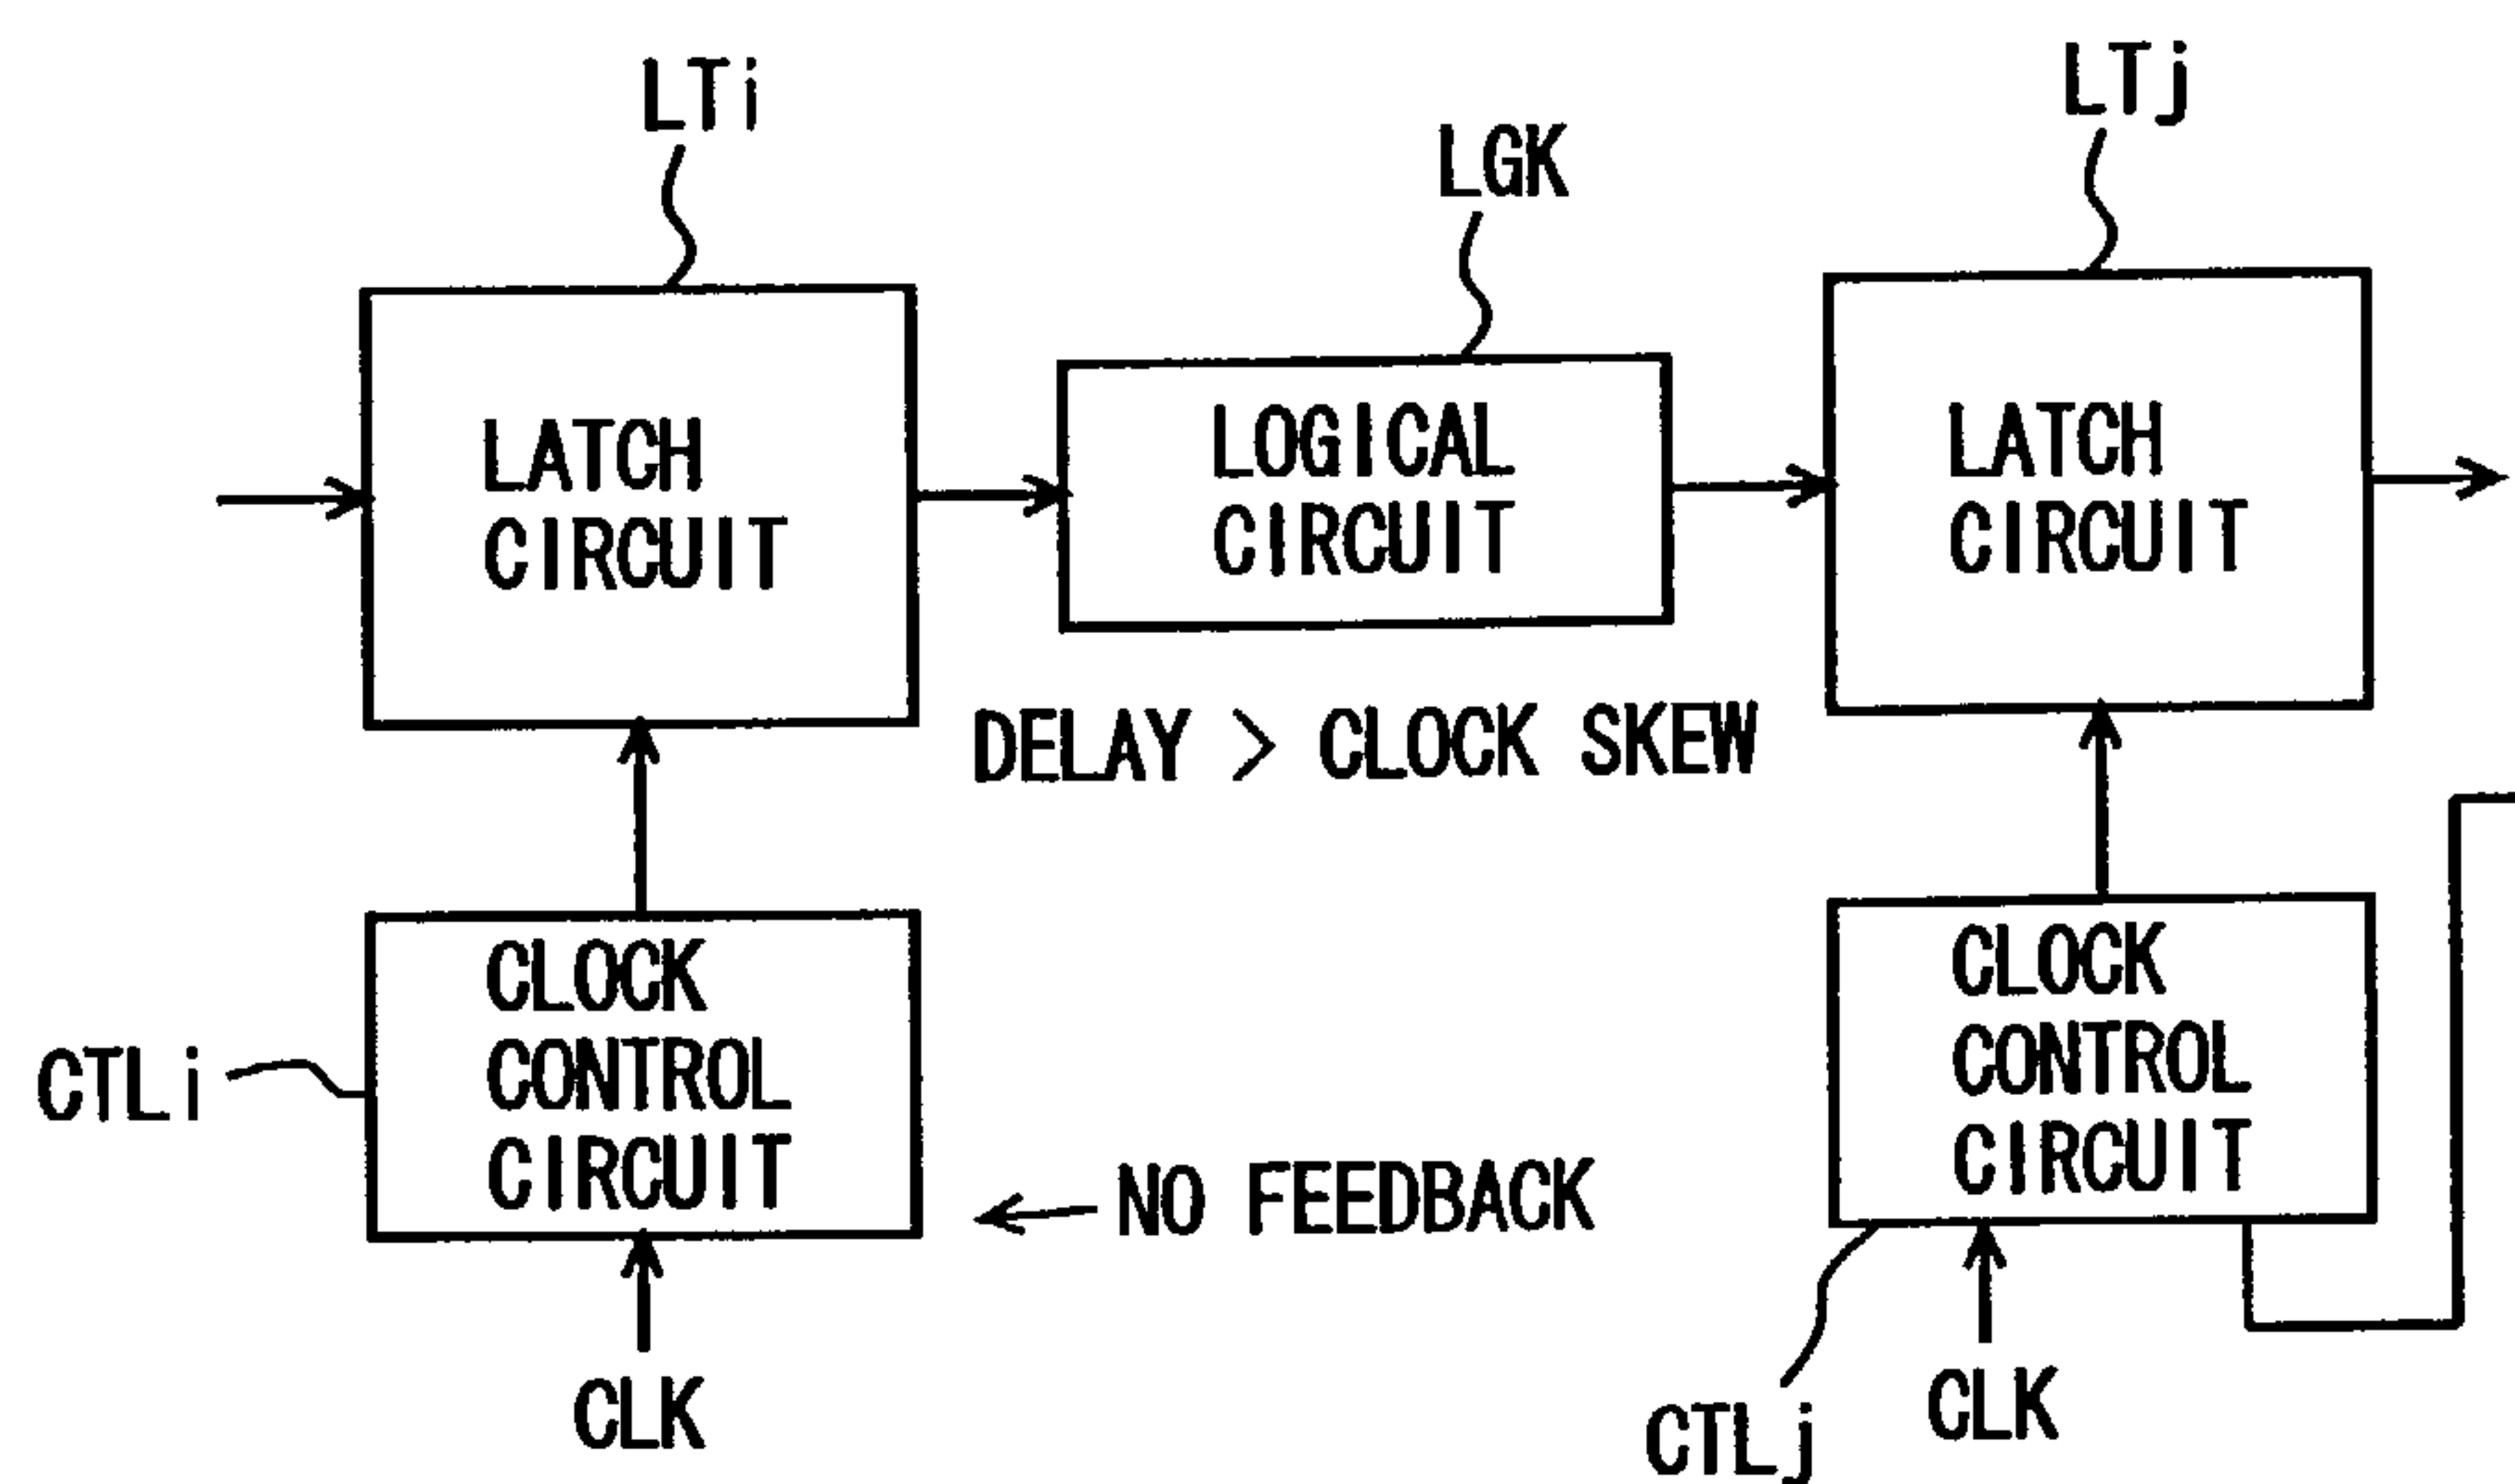 LTi
LGK
LTj
LATCH
CIRCUIT
LOGICAL
CIRCUIT
LATCH
CIRCUIT
DELAY > CLOCK SKEW
CLOCK
CONTROL
CIRCUIT
CTLi
NO FEEDBACK
CLK
CLOCK
CONTROL
CIRCUIT
CTLj
CLK